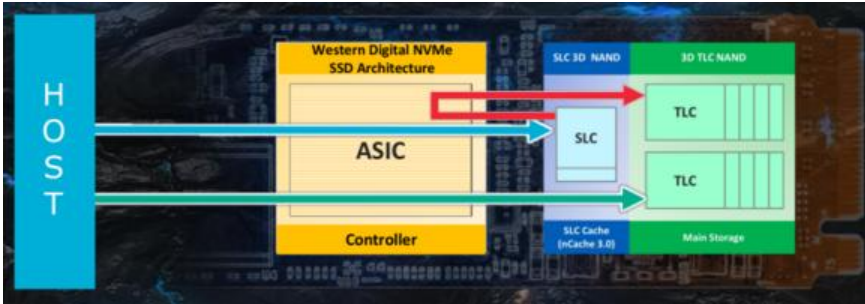 HOST
Western Digital NVMe
SSD Architecture
ASIC
Controller
SLC 3D NAND
SLC
SLC Cache
(nCache 3.0)
3D TLC NAND
TLC
TLC
Main Storage